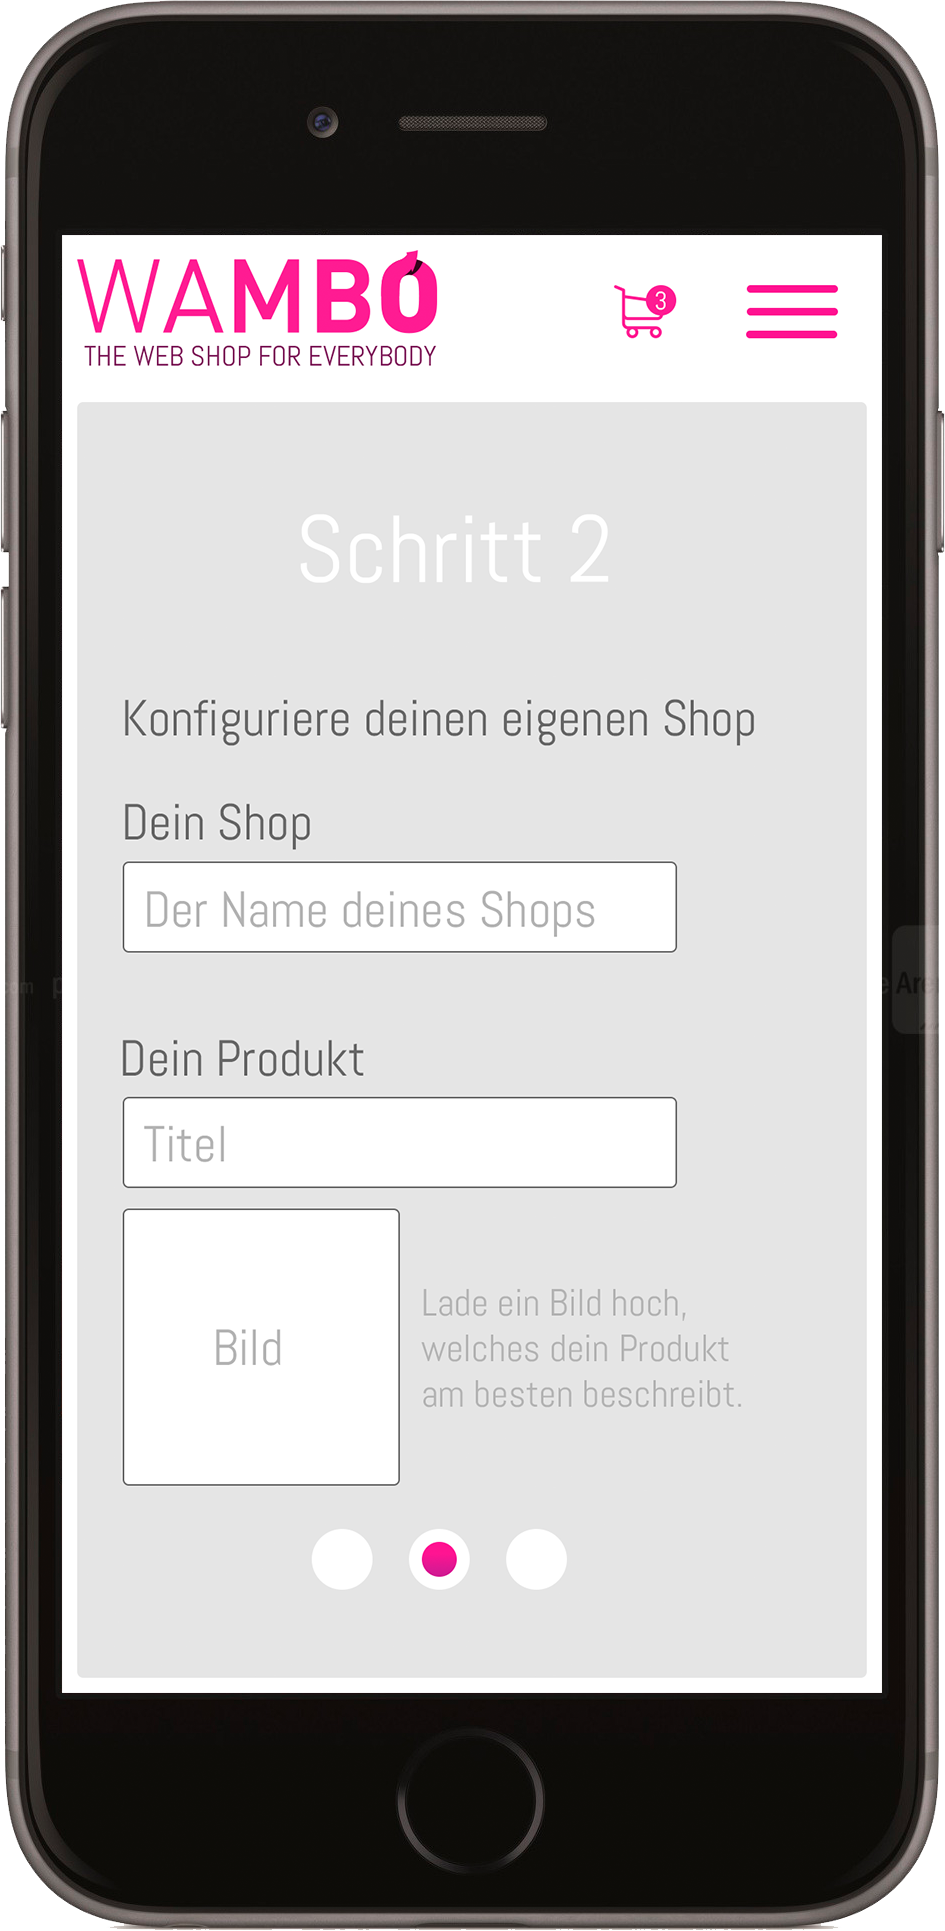 WAMBO
THE WEB SHOP FOR EVERYBODY
3
Schritt 2
Konfiguriere deinen eigenen Shop
Dein Shop
Der Name deines Shops
Dein Produkt
Titel
Bild
Lade ein Bild hoch,
welches dein Produkt
am besten beschreibt.